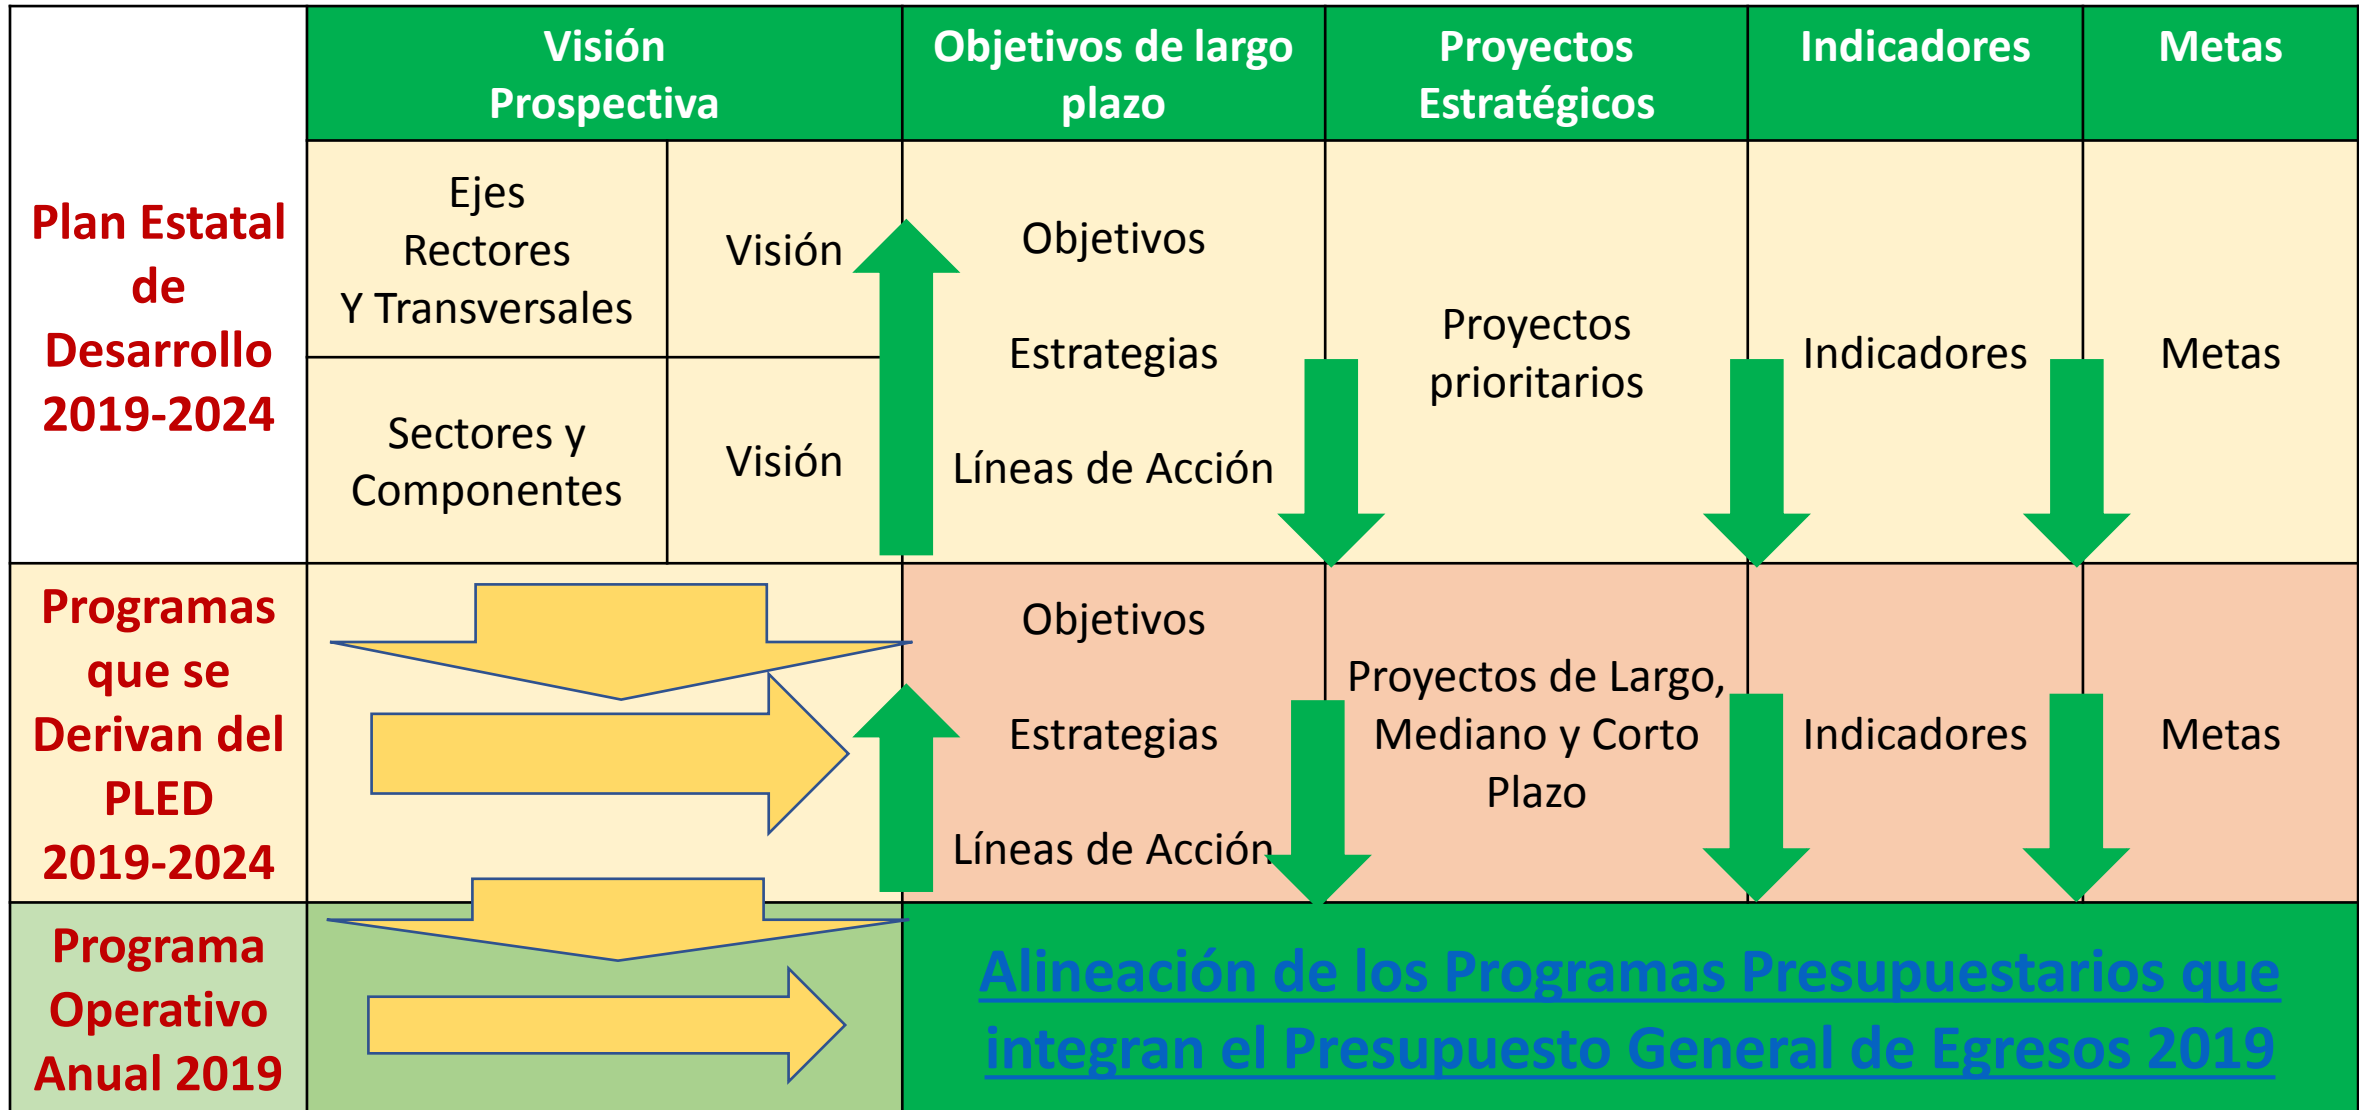 Visión
Prospectiva
Objetivos de largo
plazo
Proyectos
Estratégicos
Indicadores
Metas
Plan Estatal
de
Desarrollo
2019-2024
Ejes
Rectores
Y Transversales
Visión
Sectores y
Componentes
Visión
Objetivos
Estrategias
Líneas de Acción
Proyectos
prioritarios
Indicadores
Metas
Programas
que se
Derivan del
PLED
2019-2024
Objetivos
Estrategias
Líneas de Acción
Proyectos de Largo,
Mediano y Corto
Plazo
Indicadores
Metas
Programa
Operativo
Anual 2019
Alineación de los Programas Presupuestarios que
integran el Presupuesto General de Egresos 2019